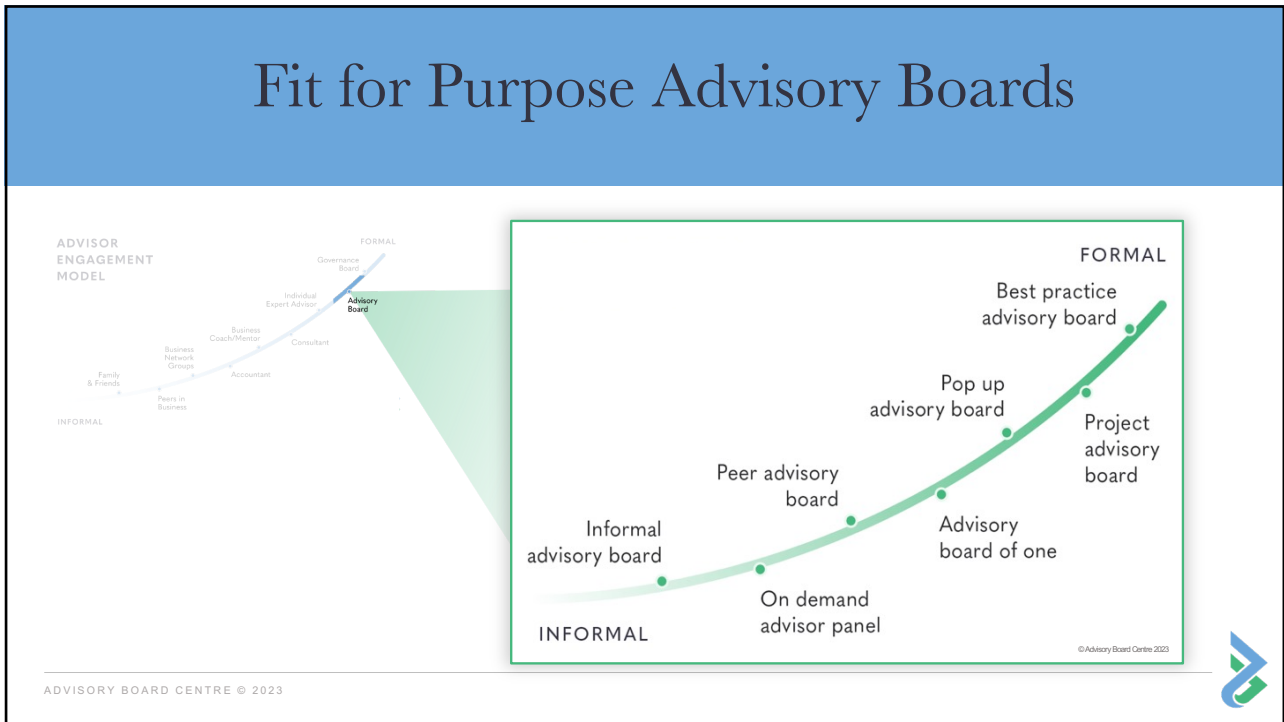 Fit for Purpose Advisory Boards
ADVISOR
ENGAGEMENT
MODEL
FORMAL
Governance
Board
Advisory
Board
Individual
Expert Advisor
Consultant
Business
Coach/Mentor
Accountant
Business
Network
Groups
Peers in
Business
Family
& Friends
INFORMAL
FORMAL
Best practice
advisory board
Project
advisory
board
Pop up
advisory board
Advisory
board of one
Peer advisory
board
On demand
advisor panel
Informal
advisory board
INFORMAL
© Advisory Board Centre 2023
ADVISORY BOARD CENTRE © 2023